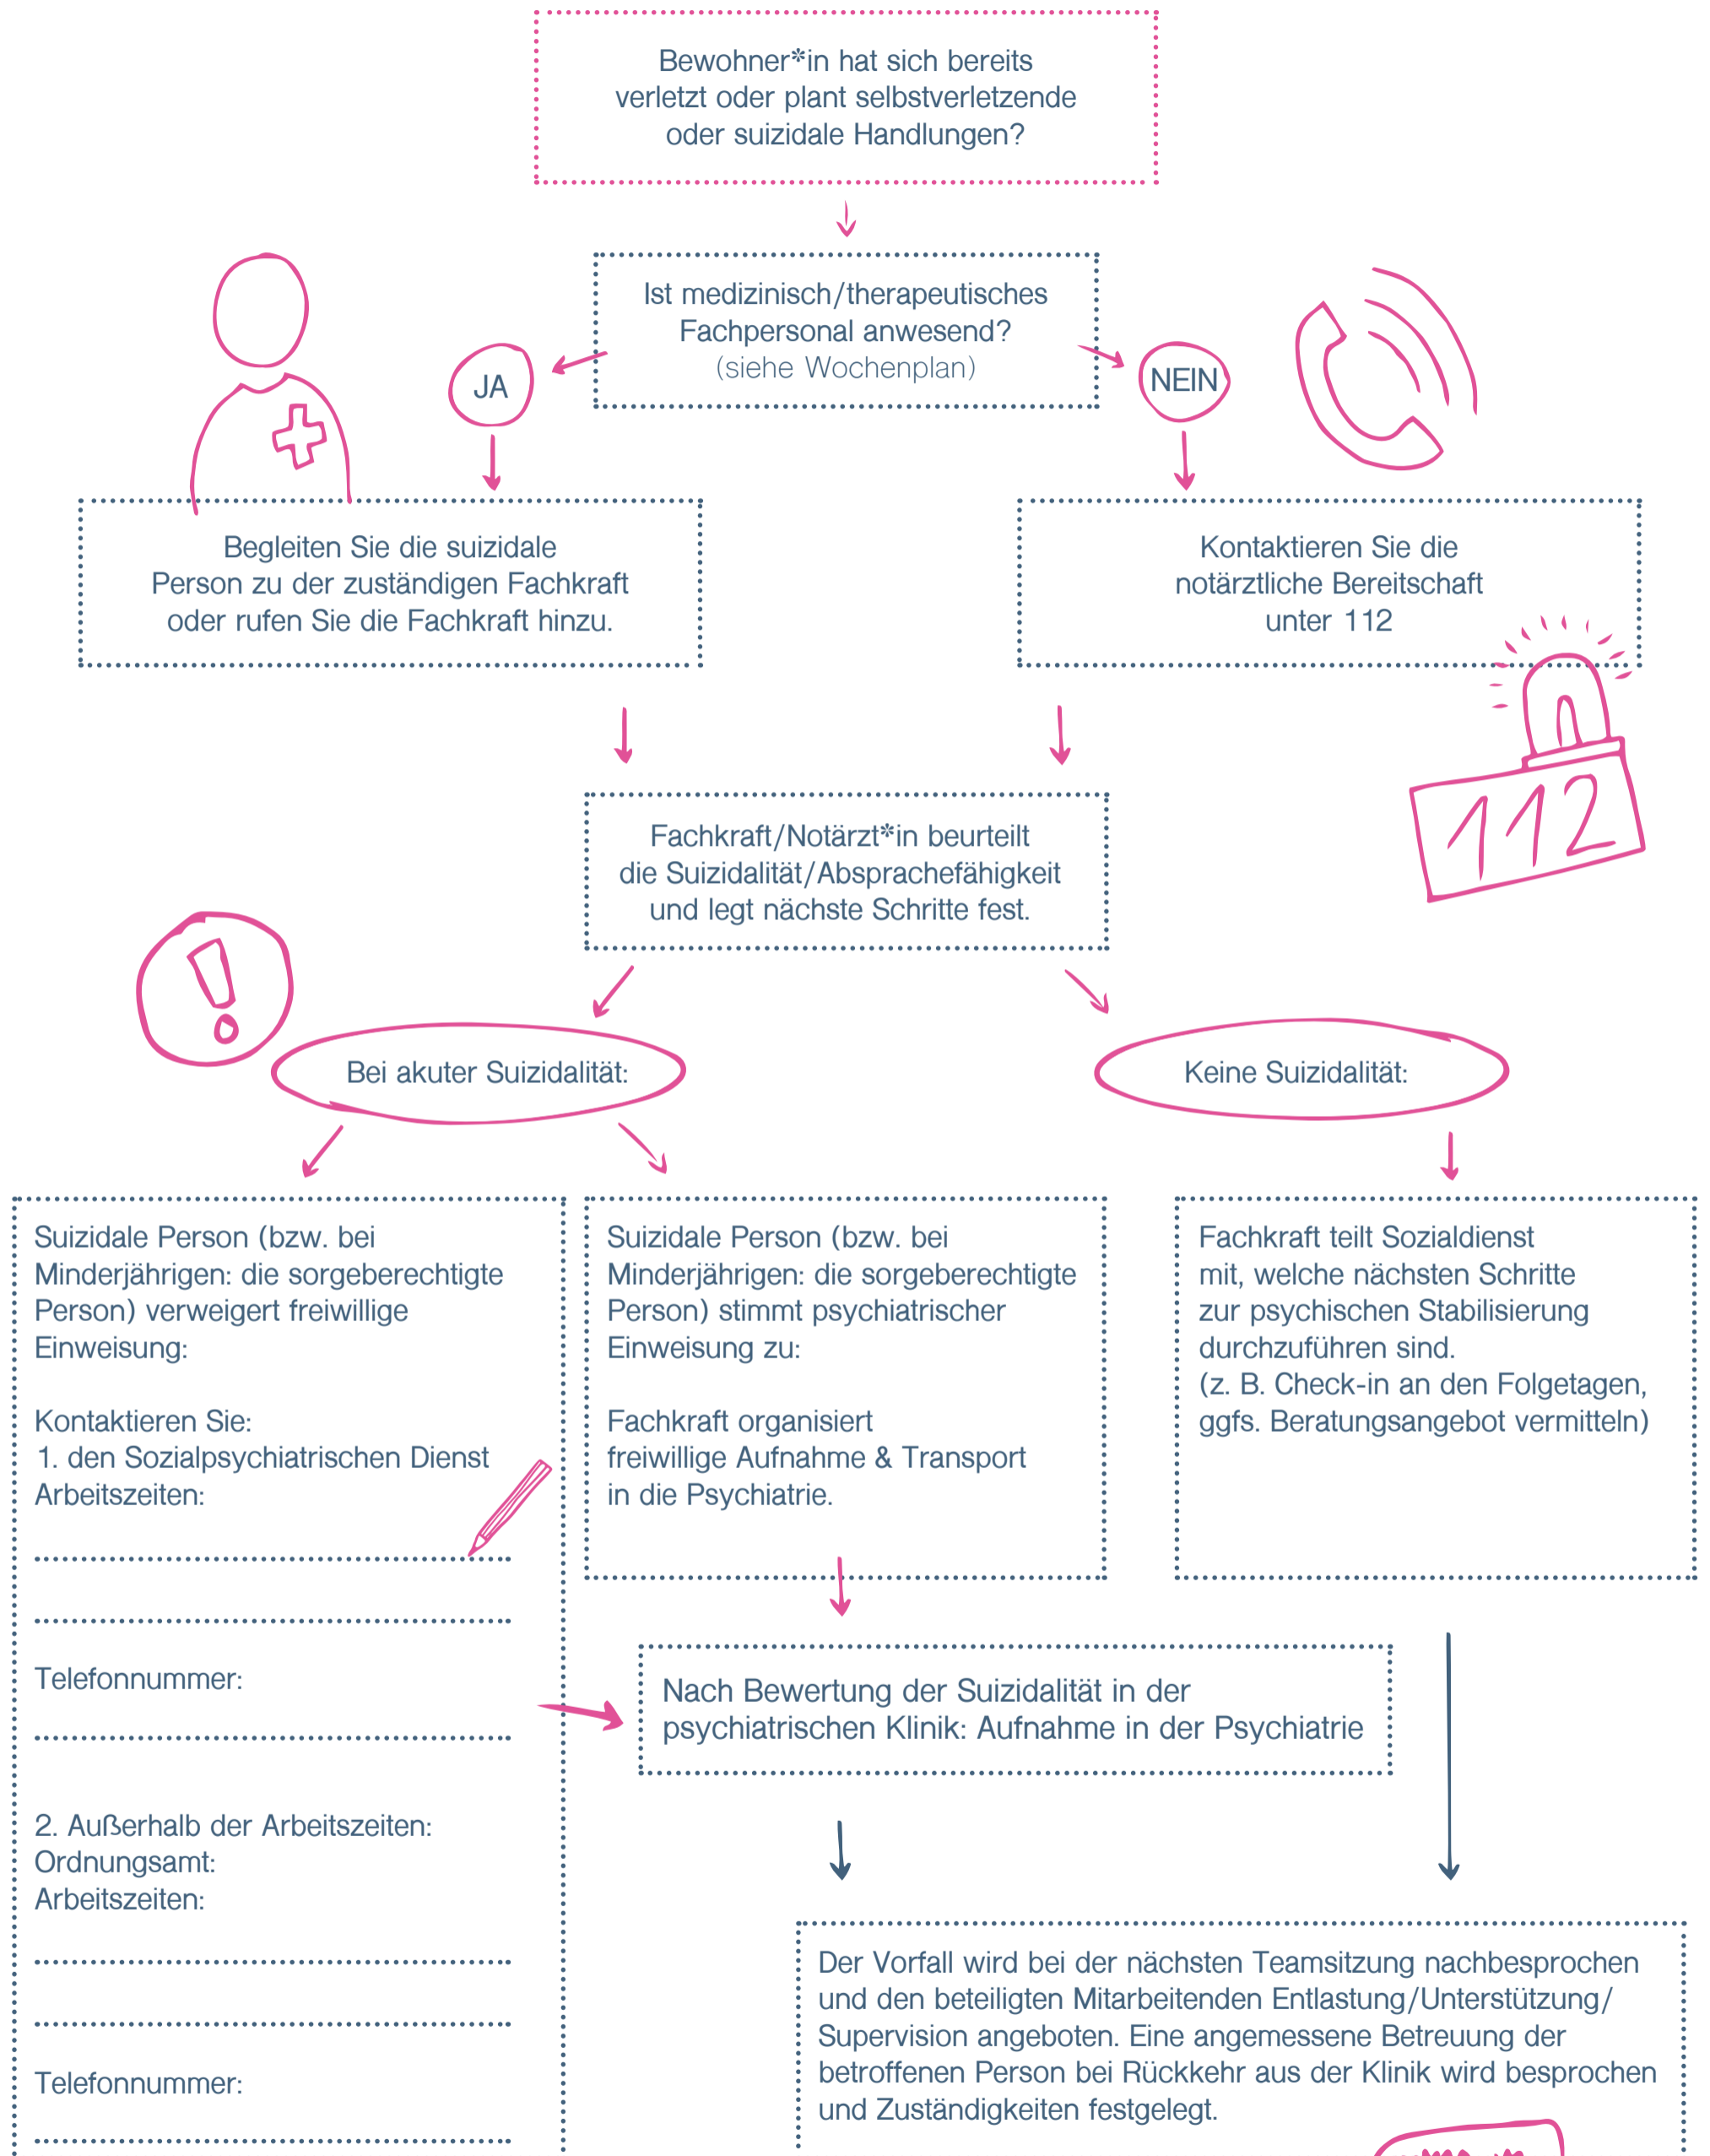 Bewohner*in hat sich bereits
verletzt oder plant selbstverletzende
oder suizidale Handlungen?
Ist medizinisch/therapeutisches
Fachpersonal anwesend?
(siehe Wochenplan)
JA
NEIN
Begleiten Sie die suizidale
Person zu der zuständigen Fachkraft
oder rufen Sie die Fachkraft hinzu.
Kontaktieren Sie die
notärztliche Bereitschaft
unter 112
112
Fachkraft/Notärzt*in beurteilt
die Suizidalität/Absprachefähigkeit
und legt nächste Schritte fest.
!
Bei akuter Suizidalität:
Keine Suizidalität:
Suizidale Person (bzw. bei
Minderjährigen: die sorgeberechtigte
Person) verweigert freiwillige
Einweisung:
Kontaktieren Sie:
1. den Sozialpsychiatrischen Dienst
Arbeitszeiten:
Telefonnummer:
2. Außerhalb der Arbeitszeiten:
Ordnungsamt:
Arbeitszeiten:
Telefonnummer:
Suizidale Person (bzw. bei
Minderjährigen: die sorgeberechtigte
Person) stimmt psychiatrischer
Einweisung zu:
Fachkraft organisiert
freiwillige Aufnahme & Transport
in die Psychiatrie.
Fachkraft teilt Sozialdienst
mit, welche nächsten Schritte
zur psychischen Stabilisierung
durchzuführen sind.
(z. B. Check-in an den Folgetagen,
ggfs. Beratungsangebot vermitteln)
Nach Bewertung der Suizidalität in der
psychiatrischen Klinik: Aufnahme in der Psychiatrie
Der Vorfall wird bei der nächsten Teamsitzung nachbesprochen
und den beteiligten Mitarbeitenden Entlastung/Unterstützung/
Supervision angeboten. Eine angemessene Betreuung der
betroffenen Person bei Rückkehr aus der Klinik wird besprochen
und Zuständigkeiten festgelegt.